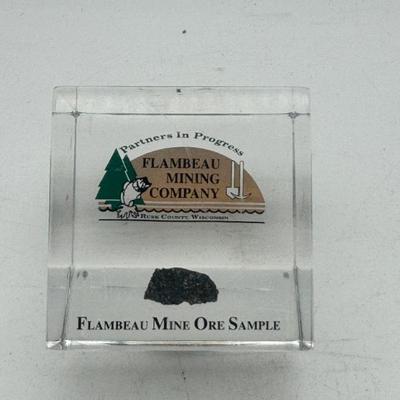 Partners In Progress
FLAMBEAU
MINING
COMPANY
RUSK COUNTY, WISCONSIN
FLAMBEAU MINE ORE SAMPLE